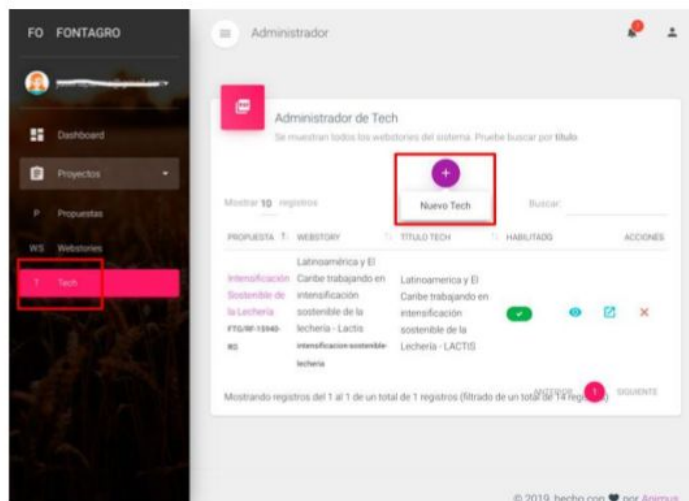 FO FONTAGRO
Administrador
Dashboard
Proyectos
P Propuestas
WS Webstories
T Tech
Administrador de Tech
Se muestran todos los webstories del sistema. Pruebe buscar por título
Nuevo Tech
Mostrar 10 registros
Buscar:
PROPUESTA WEBSTORY TÍTULO TECH HABILITADO ACCIONES
Intensificación Sostenible de la Lechería
FTG/RF-15940-RG
Latinoamérica y El Caribe trabajando en intensificación sostenible de la lechería - Lactis
intensificacion-sostenible-lecheria
Latinoamerica y El Caribe trabajando en intensificación sostenible de la Lechería - LACTIS
Mostrando registros del 1 al 1 de un total de 1 registros (filtrado de un total de 14 registros)
ANTERIOR 1 SIGUIENTE
© 2019, hecho con por Animus